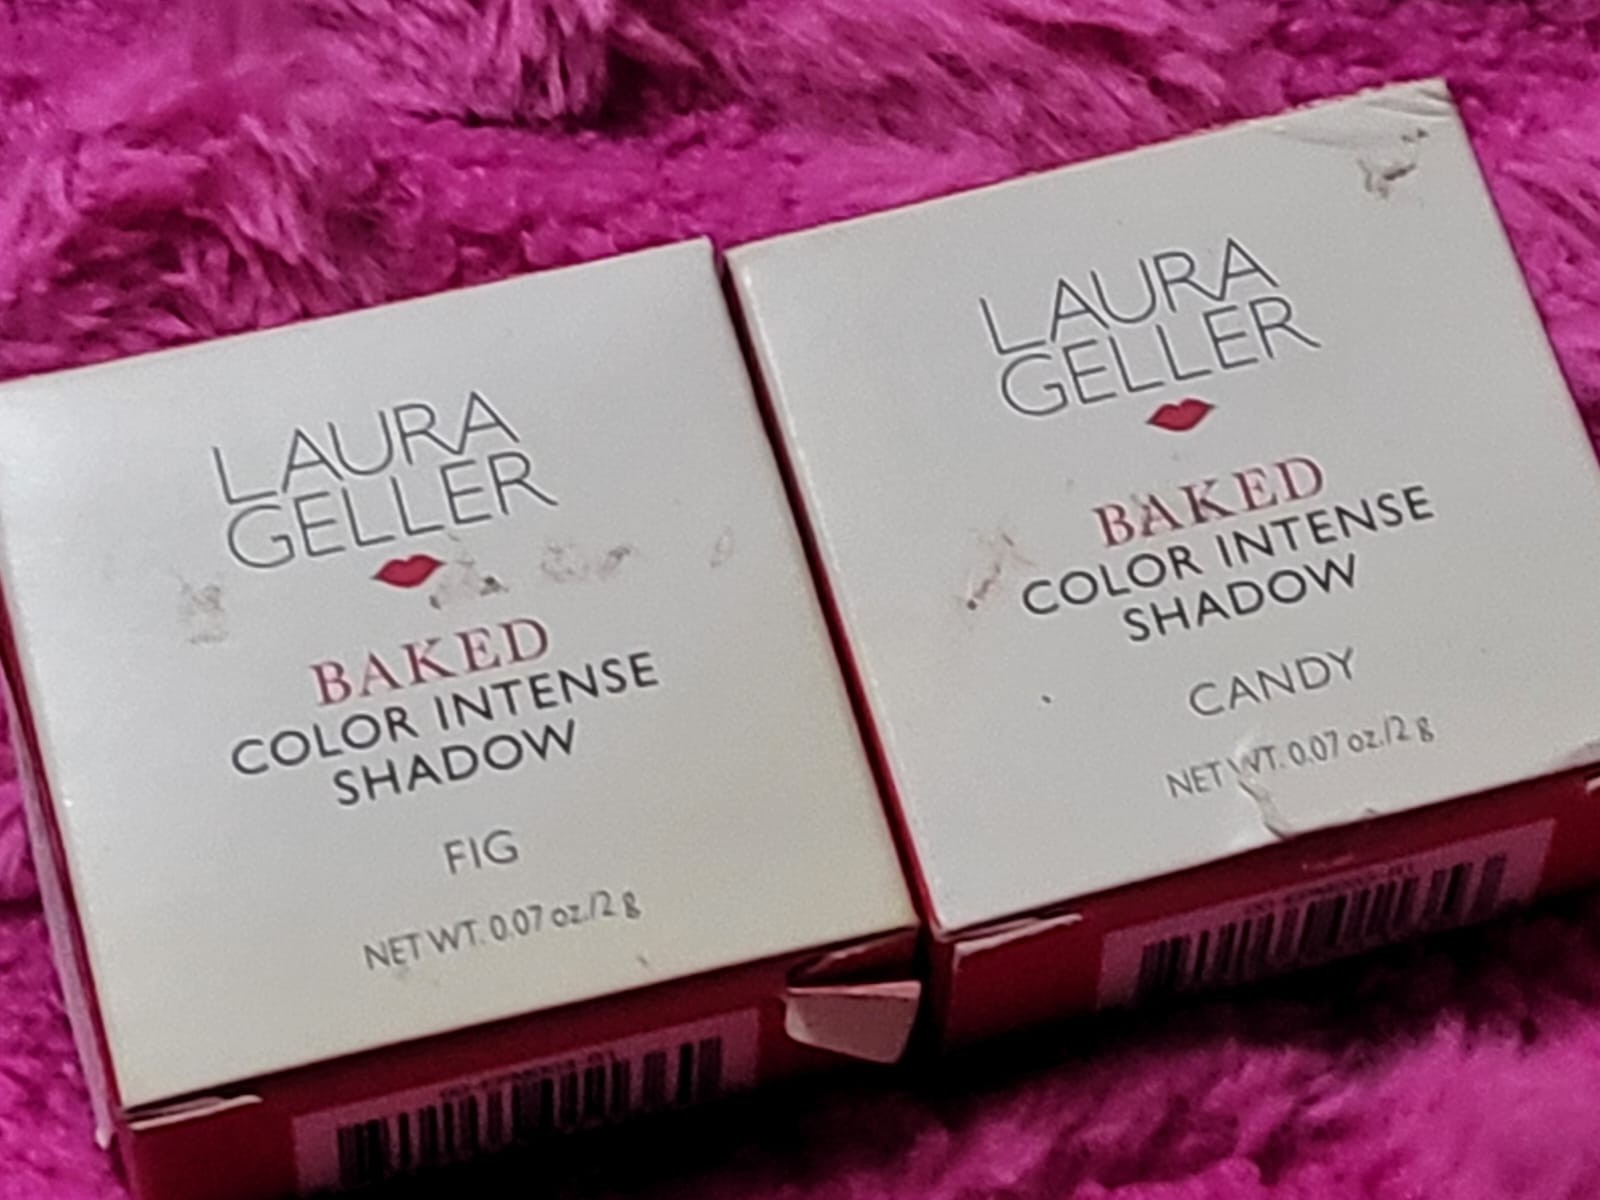 LAURA
GELLER
BAKED
COLOR INTENSE
SHADOW
FIG
NET WT. 0.07 oz./2 g
LAURA
GELLER
BAKED
COLOR INTENSE
SHADOW
CANDY
NET WT. 0.07 oz./2 g